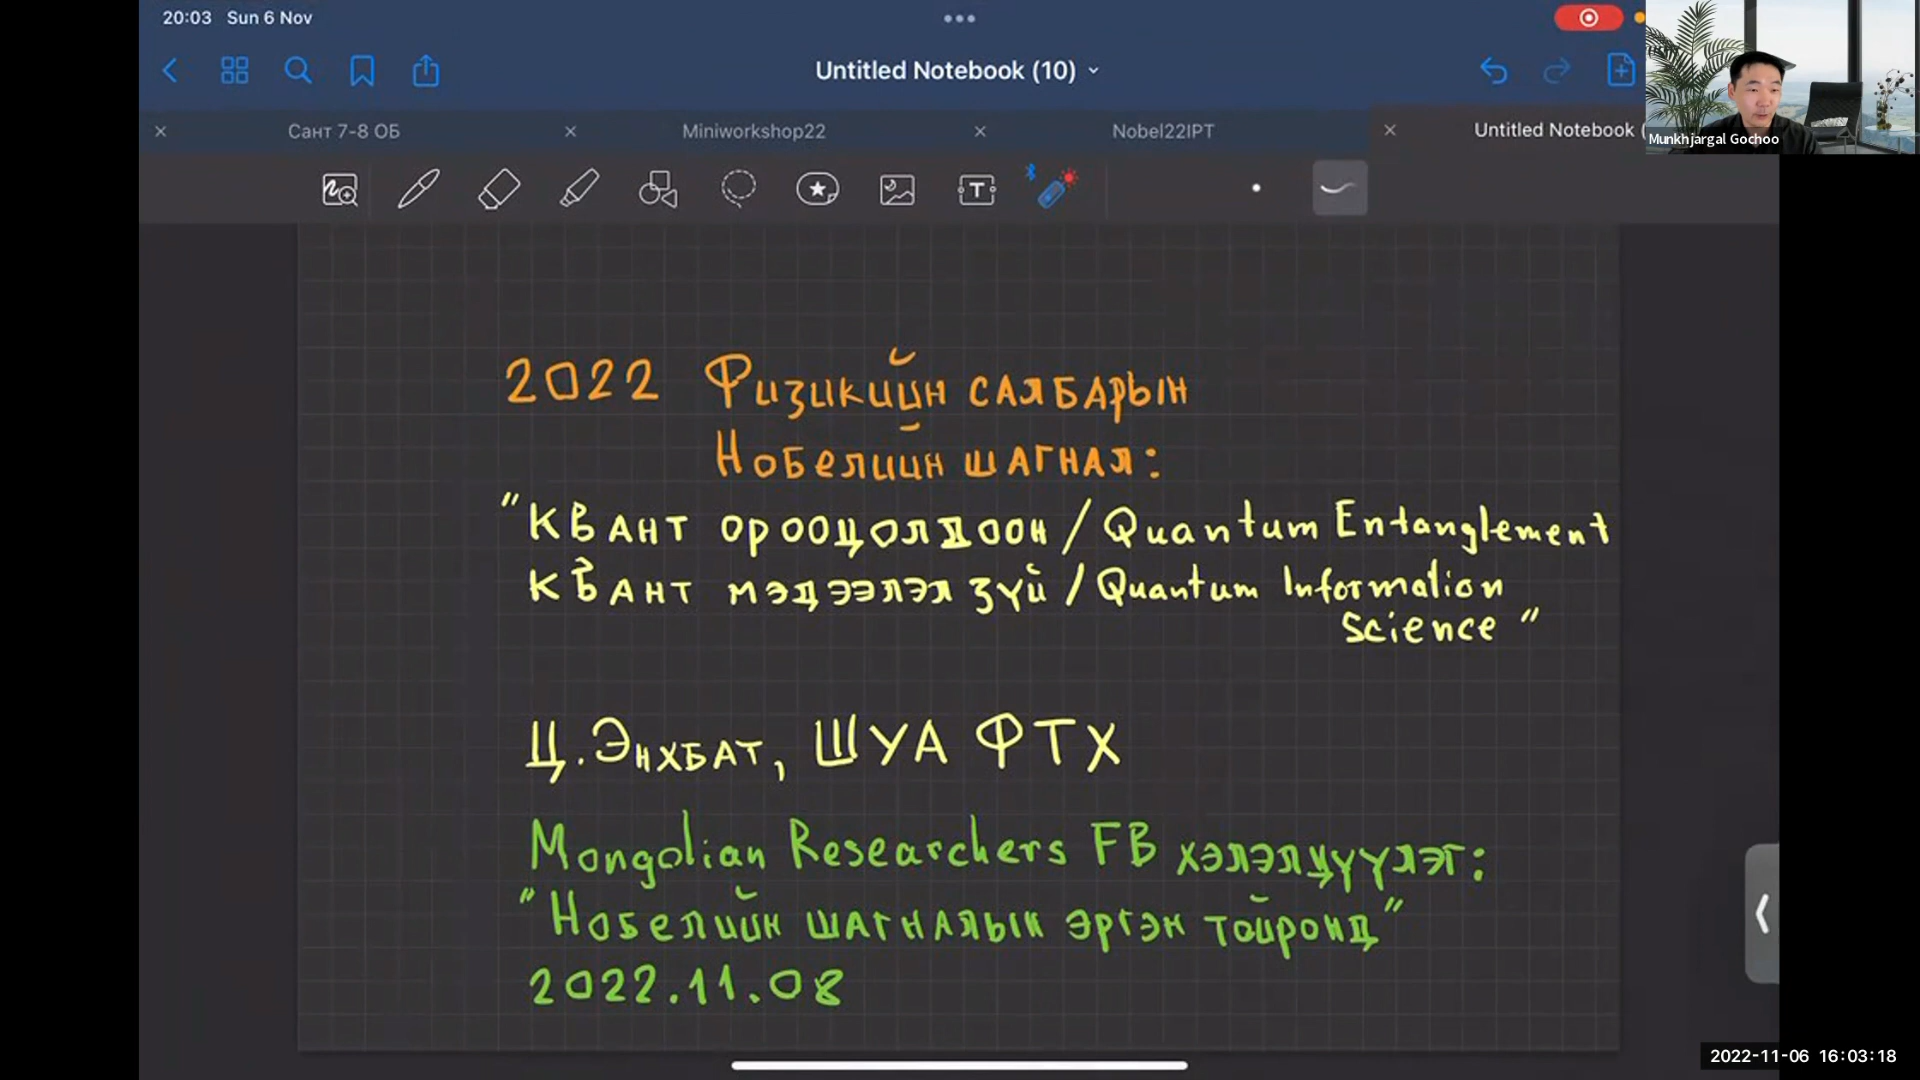 20:03 Sun 6 Nov
Untitled Notebook (10)
Сант 7-8 ОБ
Miniworkshop22
Nobel22IPT
Untitled Notebook (
Munkhjargal Gochoo
2022 Физикийн салбарын
Нобелийн шагнал:
"Квант орооцолдоон / Quantum Entanglement
Квант мэдээлэл зүй / Quantum Information
Science"
Ц. Энхбат, ШУА ФТХ
Mongolian Researchers FB хэлэлцүүлэг:
"Нобелийн шагналын эргэн тойронд"
2022.11.08
2022-11-06 16:03:18